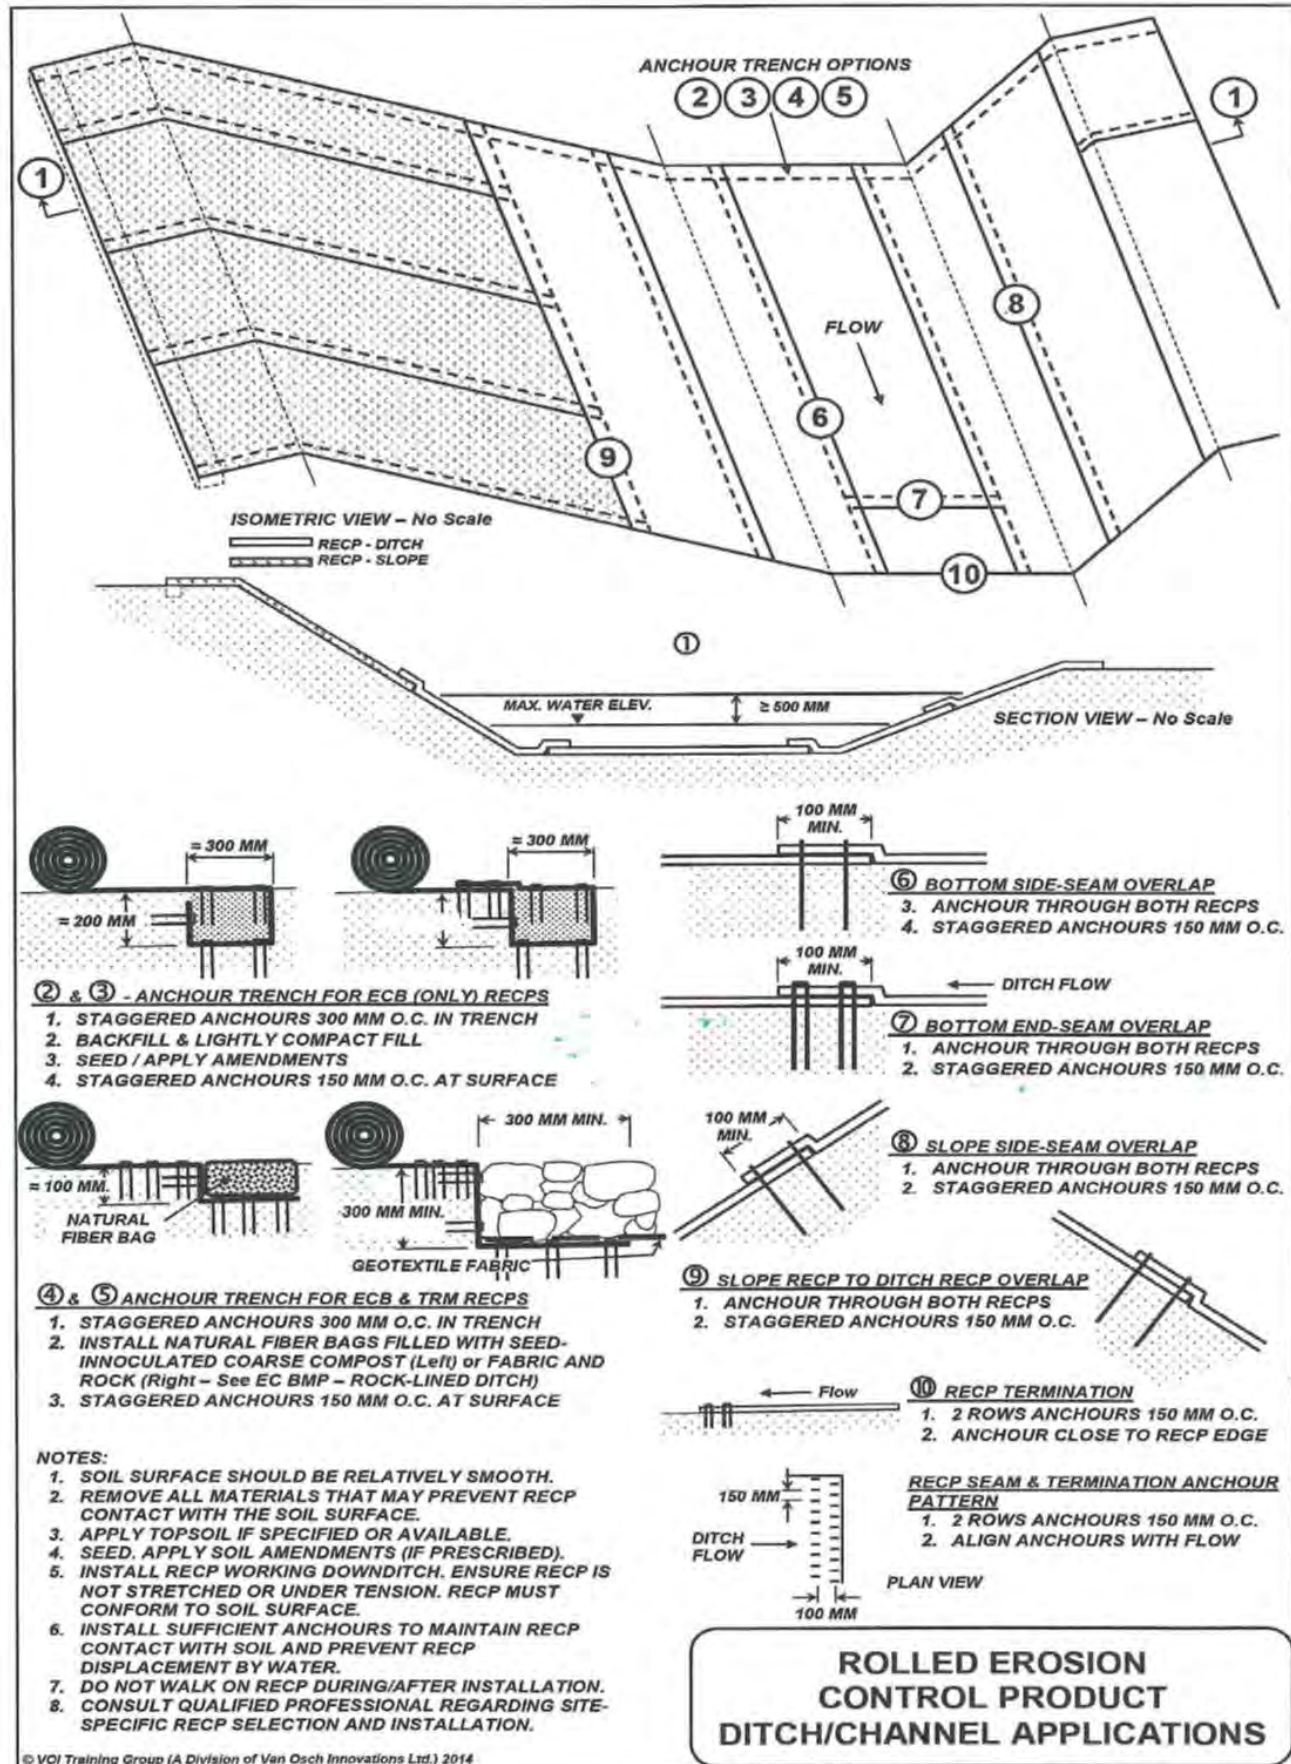 ANCHOUR TRENCH OPTIONS
2 3 4 5
1
1
8
FLOW
6
9
7
10
ISOMETRIC VIEW – No Scale
RECP - DITCH
RECP - SLOPE
①
MAX. WATER ELEV.
≥ 500 MM
SECTION VIEW – No Scale
= 300 MM
= 200 MM
= 300 MM
② & ③ - ANCHOUR TRENCH FOR ECB (ONLY) RECPS
1. STAGGERED ANCHOURS 300 MM O.C. IN TRENCH
2. BACKFILL & LIGHTLY COMPACT FILL
3. SEED / APPLY AMENDMENTS
4. STAGGERED ANCHOURS 150 MM O.C. AT SURFACE
= 100 MM.
NATURAL
FIBER BAG
300 MM MIN.
300 MM MIN.
GEOTEXTILE FABRIC
④ & ⑤ ANCHOUR TRENCH FOR ECB & TRM RECPS
1. STAGGERED ANCHOURS 300 MM O.C. IN TRENCH
2. INSTALL NATURAL FIBER BAGS FILLED WITH SEED-
INNOCULATED COARSE COMPOST (Left) or FABRIC AND
ROCK (Right – See EC BMP – ROCK-LINED DITCH)
3. STAGGERED ANCHOURS 150 MM O.C. AT SURFACE
NOTES:
1. SOIL SURFACE SHOULD BE RELATIVELY SMOOTH.
2. REMOVE ALL MATERIALS THAT MAY PREVENT RECP
CONTACT WITH THE SOIL SURFACE.
3. APPLY TOPSOIL IF SPECIFIED OR AVAILABLE.
4. SEED. APPLY SOIL AMENDMENTS (IF PRESCRIBED).
5. INSTALL RECP WORKING DOWNDITCH. ENSURE RECP IS
NOT STRETCHED OR UNDER TENSION. RECP MUST
CONFORM TO SOIL SURFACE.
6. INSTALL SUFFICIENT ANCHOURS TO MAINTAIN RECP
CONTACT WITH SOIL AND PREVENT RECP
DISPLACEMENT BY WATER.
7. DO NOT WALK ON RECP DURING/AFTER INSTALLATION.
8. CONSULT QUALIFIED PROFESSIONAL REGARDING SITE-
SPECIFIC RECP SELECTION AND INSTALLATION.
© VOI Training Group (A Division of Van Osch Innovations Ltd.) 2014
100 MM
MIN.
⑥ BOTTOM SIDE-SEAM OVERLAP
3. ANCHOUR THROUGH BOTH RECPS
4. STAGGERED ANCHOURS 150 MM O.C.
100 MM
MIN.
DITCH FLOW
⑦ BOTTOM END-SEAM OVERLAP
1. ANCHOUR THROUGH BOTH RECPS
2. STAGGERED ANCHOURS 150 MM O.C.
100 MM
MIN.
⑧ SLOPE SIDE-SEAM OVERLAP
1. ANCHOUR THROUGH BOTH RECPS
2. STAGGERED ANCHOURS 150 MM O.C.
⑨ SLOPE RECP TO DITCH RECP OVERLAP
1. ANCHOUR THROUGH BOTH RECPS
2. STAGGERED ANCHOURS 150 MM O.C.
Flow
⑩ RECP TERMINATION
1. 2 ROWS ANCHOURS 150 MM O.C.
2. ANCHOUR CLOSE TO RECP EDGE
150 MM
DITCH
FLOW
100 MM
PLAN VIEW
RECP SEAM & TERMINATION ANCHOUR
PATTERN
1. 2 ROWS ANCHOURS 150 MM O.C.
2. ALIGN ANCHOURS WITH FLOW
ROLLED EROSION
CONTROL PRODUCT
DITCH/CHANNEL APPLICATIONS